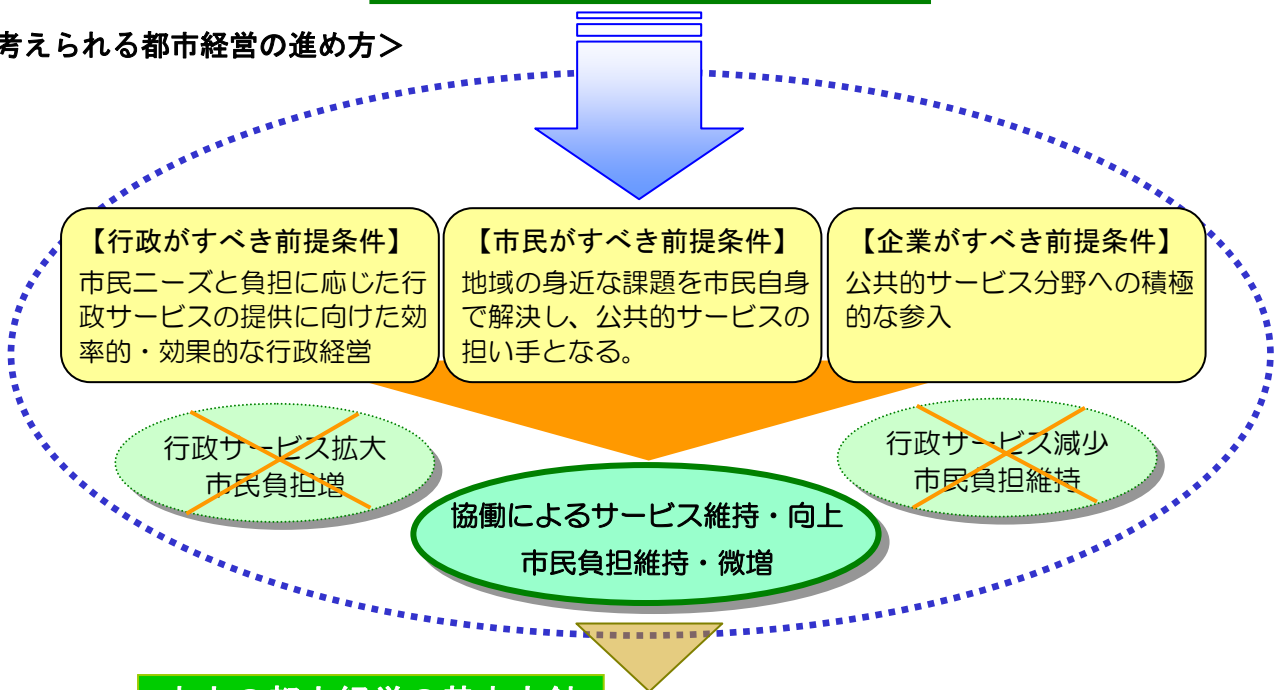 考えられる都市経営の進め方＞
【行政がすべき前提条件】
市民ニーズと負担に応じた行
政サービスの提供に向けた効
率的・効果的な行政経営
【市民がすべき前提条件】
地域の身近な課題を市民自身
で解決し、公共的サービスの
担い手となる。
【企業がすべき前提条件】
公共的サービス分野への積極
的な参入
行政サービス拡大
市民負担増
行政サービス減少
市民負担維持
協働によるサービス維持・向上
市民負担維持・微増